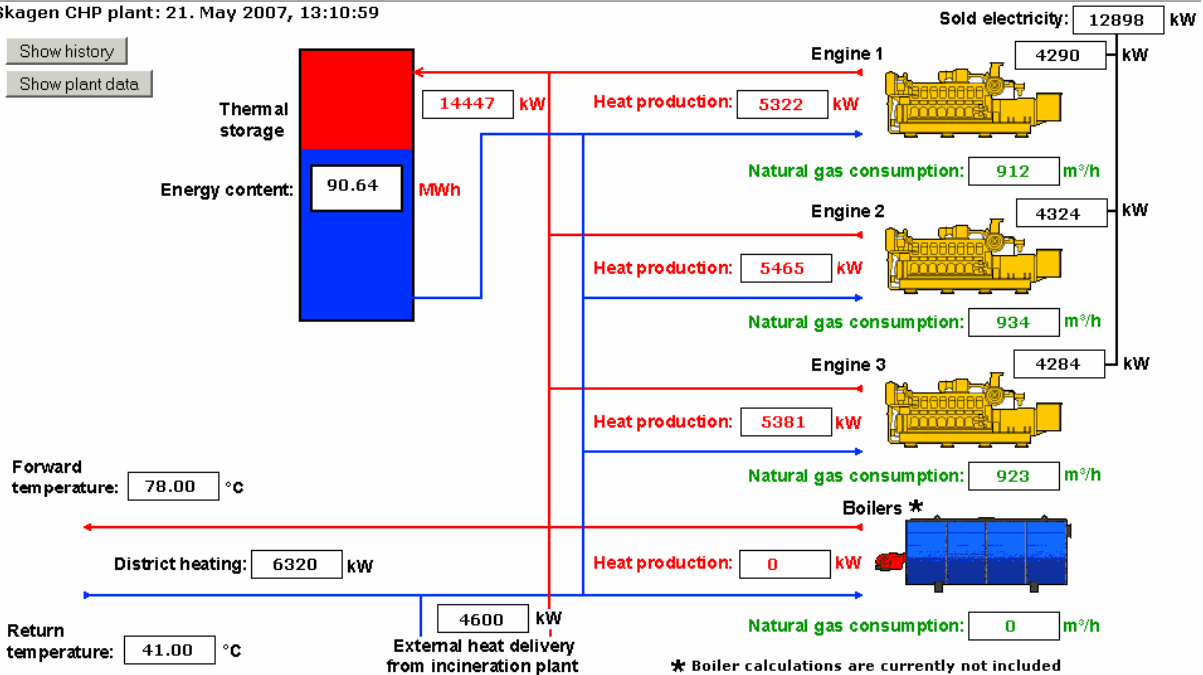 Skagen CHP plant: 21. May 2007, 13:10:59
Sold electricity: 12898 kW
Show history
Show plant data
Engine 1
4290 kW
Thermal
storage
14447 kW
Heat production: 5322 kW
Natural gas consumption: 912 m³/h
Energy content: 90.64 MWh
Engine 2
4324 kW
Heat production: 5465 kW
Natural gas consumption: 934 m³/h
Engine 3
4284 kW
Heat production: 5381 kW
Natural gas consumption: 923 m³/h
Forward
temperature: 78.00 °C
Boilers *
District heating: 6320 kW
Heat production: 0 kW
4600 kW
External heat delivery
from incineration plant
Natural gas consumption: 0 m³/h
Return
temperature: 41.00 °C
* Boiler calculations are currently not included